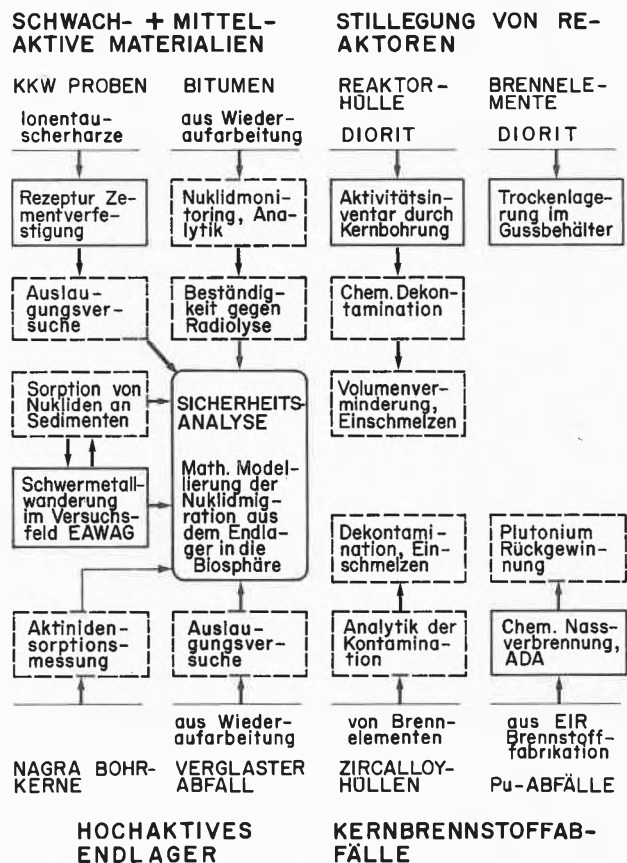 SCHWACH- + MITTEL-
AKTIVE MATERIALIEN
STILLEGUNG VON RE-
AKTOREN
KKW PROBEN
Ionentau-
scherharze
BITUMEN
aus Wieder-
aufarbeitung
REAKTOR-
HÜLLE
DIORIT
BRENNELE-
MENTE
DIORIT
Rezeptur Ze-
mentverfe-
stigung
Nuklidmoni-
toring, Ana-
lytik
Aktivitätsin-
ventar durch
Kernbohrung
Trockenlage-
rung im
Gussbehälter
Auslau-
gungsver-
suche
Beständig-
keit gegen
Radiolyse
Chem. Dekon-
tamination
Sorption von
Nukliden an
Sedimenten
SICHERHEITS-
ANALYSE
Math. Model-
lierung der
Nuklidmig-
ration aus
dem Endla-
ger in die
Biosphäre
Volumenver-
minderung,
Einschmelzen
Schwermetall-
wanderung
im Versuchs-
feld EAWAG
Dekontami-
nation, Ein-
schmelzen
Plutonium
Rückgewin-
nung
Aktiniden-
sorptions-
messung
Auslau-
gungsver-
suche
Analytik der
Kontamina-
tion
Chem. Nass-
verbrennung,
ADA
NAGRA BOHR-
KERNE
aus Wieder-
aufarbeitung
VERGLASTER
ABFALL
von Brenn-
elementen
ZIRCALLOY-
HÜLLEN
aus EIR
Brennstoff-
fabrikation
Pu-ABFÄLLE
HOCHAKTIVES
ENDLAGER
KERNBRENNSTOFFAB-
FÄLLE